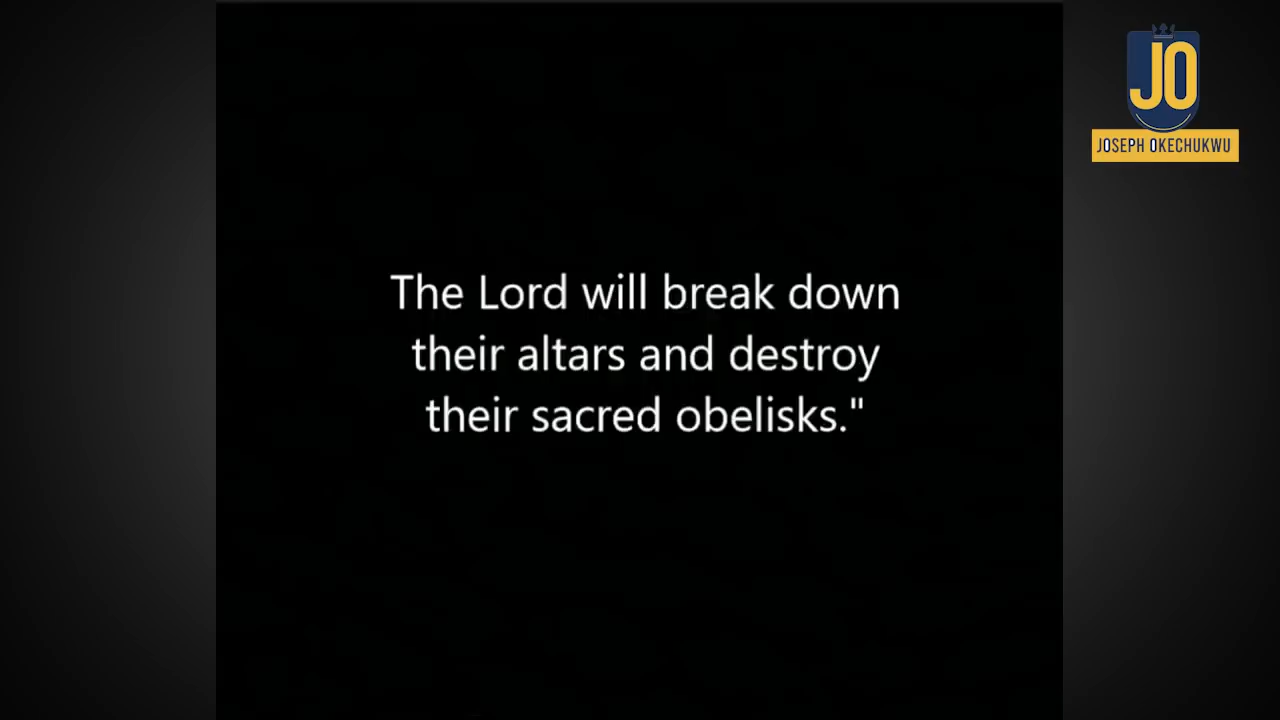 JO
JOSEPH OKECHUKWU
The Lord will break down
their altars and destroy
their sacred obelisks."